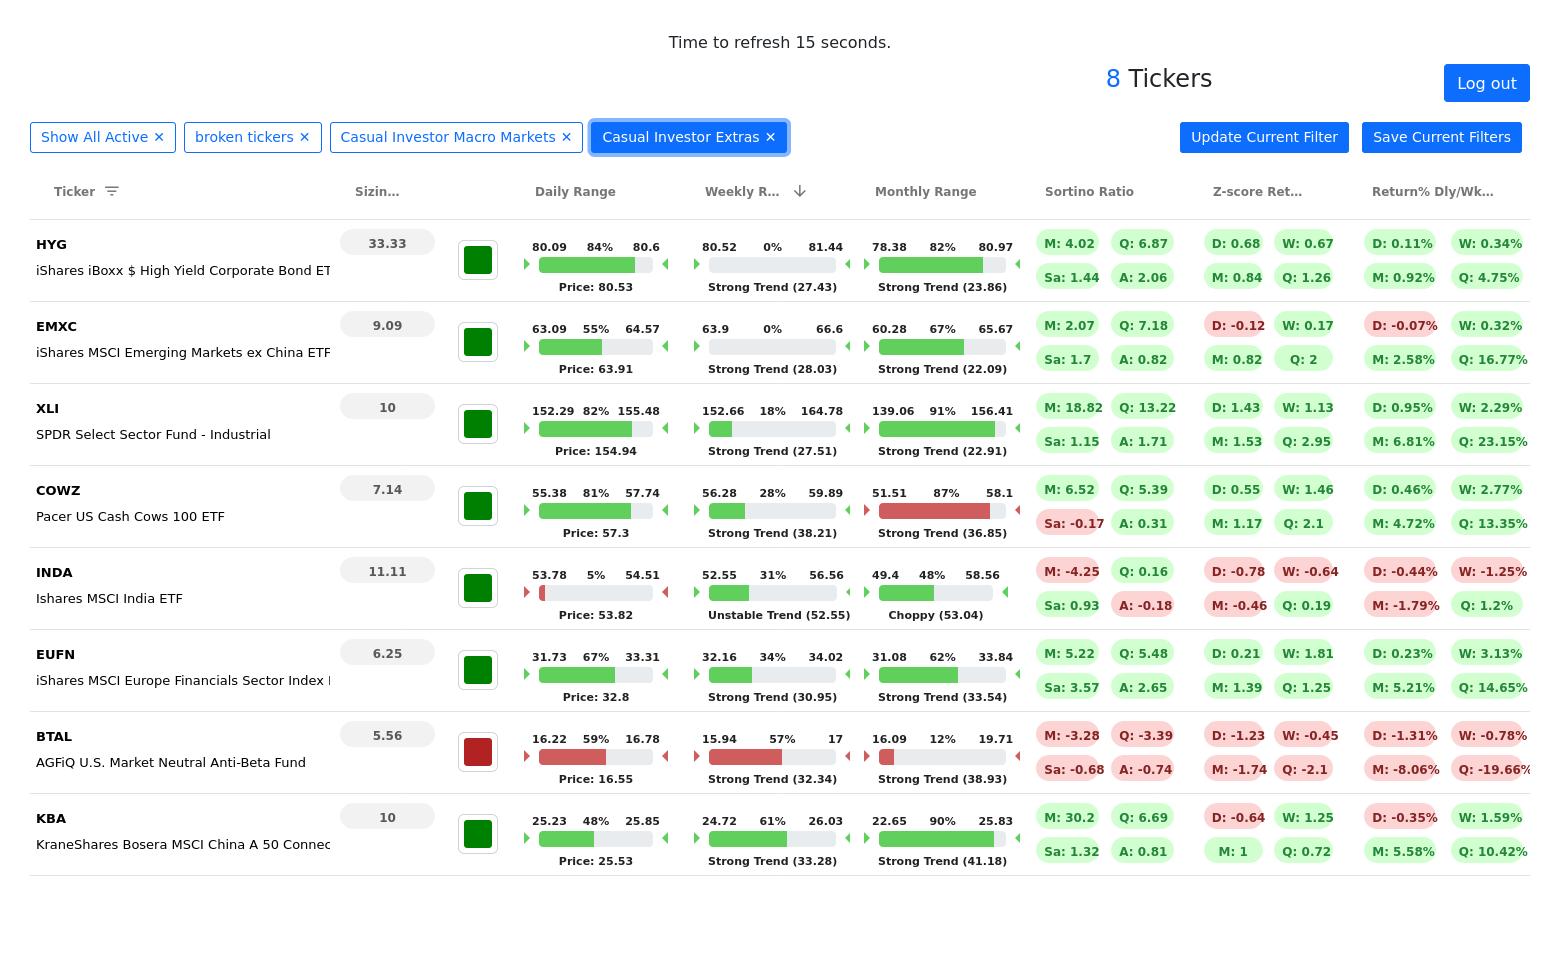 Time to refresh 15 seconds.
8 Tickers
Log out
Show All Active ✕ broken tickers ✕ Casual Investor Macro Markets ✕ Casual Investor Extras ✕ Update Current Filter Save Current Filters
Ticker Sizin... Daily Range Weekly R... Monthly Range Sortino Ratio Z-score Ret... Return% Dly/Wk...
HYG 33.33 80.09 84% 80.6 80.52 0% 81.44 78.38 82% 80.97 M: 4.02 Q: 6.87 D: 0.68 W: 0.67 D: 0.11% W: 0.34%
iShares iBoxx $ High Yield Corporate Bond ET Sa: 1.44 A: 2.06 M: 0.84 Q: 1.26 M: 0.92% Q: 4.75%
Price: 80.53 Strong Trend (27.43) Strong Trend (23.86)
EMXC 9.09 63.09 55% 64.57 63.9 0% 66.6 60.28 67% 65.67 M: 2.07 Q: 7.18 D: -0.12 W: 0.17 D: -0.07% W: 0.32%
iShares MSCI Emerging Markets ex China ETF Sa: 1.7 A: 0.82 M: 0.82 Q: 2 M: 2.58% Q: 16.77%
Price: 63.91 Strong Trend (28.03) Strong Trend (22.09)
XLI 10 152.29 82% 155.48 152.66 18% 164.78 139.06 91% 156.41 M: 18.82 Q: 13.22 D: 1.43 W: 1.13 D: 0.95% W: 2.29%
SPDR Select Sector Fund - Industrial Sa: 1.15 A: 1.71 M: 1.53 Q: 2.95 M: 6.81% Q: 23.15%
Price: 154.94 Strong Trend (27.51) Strong Trend (22.91)
COWZ 7.14 55.38 81% 57.74 56.28 28% 59.89 51.51 87% 58.1 M: 6.52 Q: 5.39 D: 0.55 W: 1.46 D: 0.46% W: 2.77%
Pacer US Cash Cows 100 ETF Sa: -0.17 A: 0.31 M: 1.17 Q: 2.1 M: 4.72% Q: 13.35%
Price: 57.3 Strong Trend (38.21) Strong Trend (36.85)
INDA 11.11 53.78 5% 54.51 52.55 31% 56.56 49.4 48% 58.56 M: -4.25 Q: 0.16 D: -0.78 W: -0.64 D: -0.44% W: -1.25%
Ishares MSCI India ETF Sa: 0.93 A: -0.18 M: -0.46 Q: 0.19 M: -1.79% Q: 1.2%
Price: 53.82 Unstable Trend (52.55) Choppy (53.04)
EUFN 6.25 31.73 67% 33.31 32.16 34% 34.02 31.08 62% 33.84 M: 5.22 Q: 5.48 D: 0.21 W: 1.81 D: 0.23% W: 3.13%
iShares MSCI Europe Financials Sector Index Sa: 3.57 A: 2.65 M: 1.39 Q: 1.25 M: 5.21% Q: 14.65%
Price: 32.8 Strong Trend (30.95) Strong Trend (33.54)
BTAL 5.56 16.22 59% 16.78 15.94 57% 17 16.09 12% 19.71 M: -3.28 Q: -3.39 D: -1.23 W: -0.45 D: -1.31% W: -0.78%
AGFiQ U.S. Market Neutral Anti-Beta Fund Sa: -0.68 A: -0.74 M: -1.74 Q: -2.1 M: -8.06% Q: -19.66%
Price: 16.55 Strong Trend (32.34) Strong Trend (38.93)
KBA 10 25.23 48% 25.85 24.72 61% 26.03 22.65 90% 25.83 M: 30.2 Q: 6.69 D: -0.64 W: 1.25 D: -0.35% W: 1.59%
KraneShares Bosera MSCI China A 50 Connec Sa: 1.32 A: 0.81 M: 1 Q: 0.72 M: 5.58% Q: 10.42%
Price: 25.53 Strong Trend (33.28) Strong Trend (41.18)